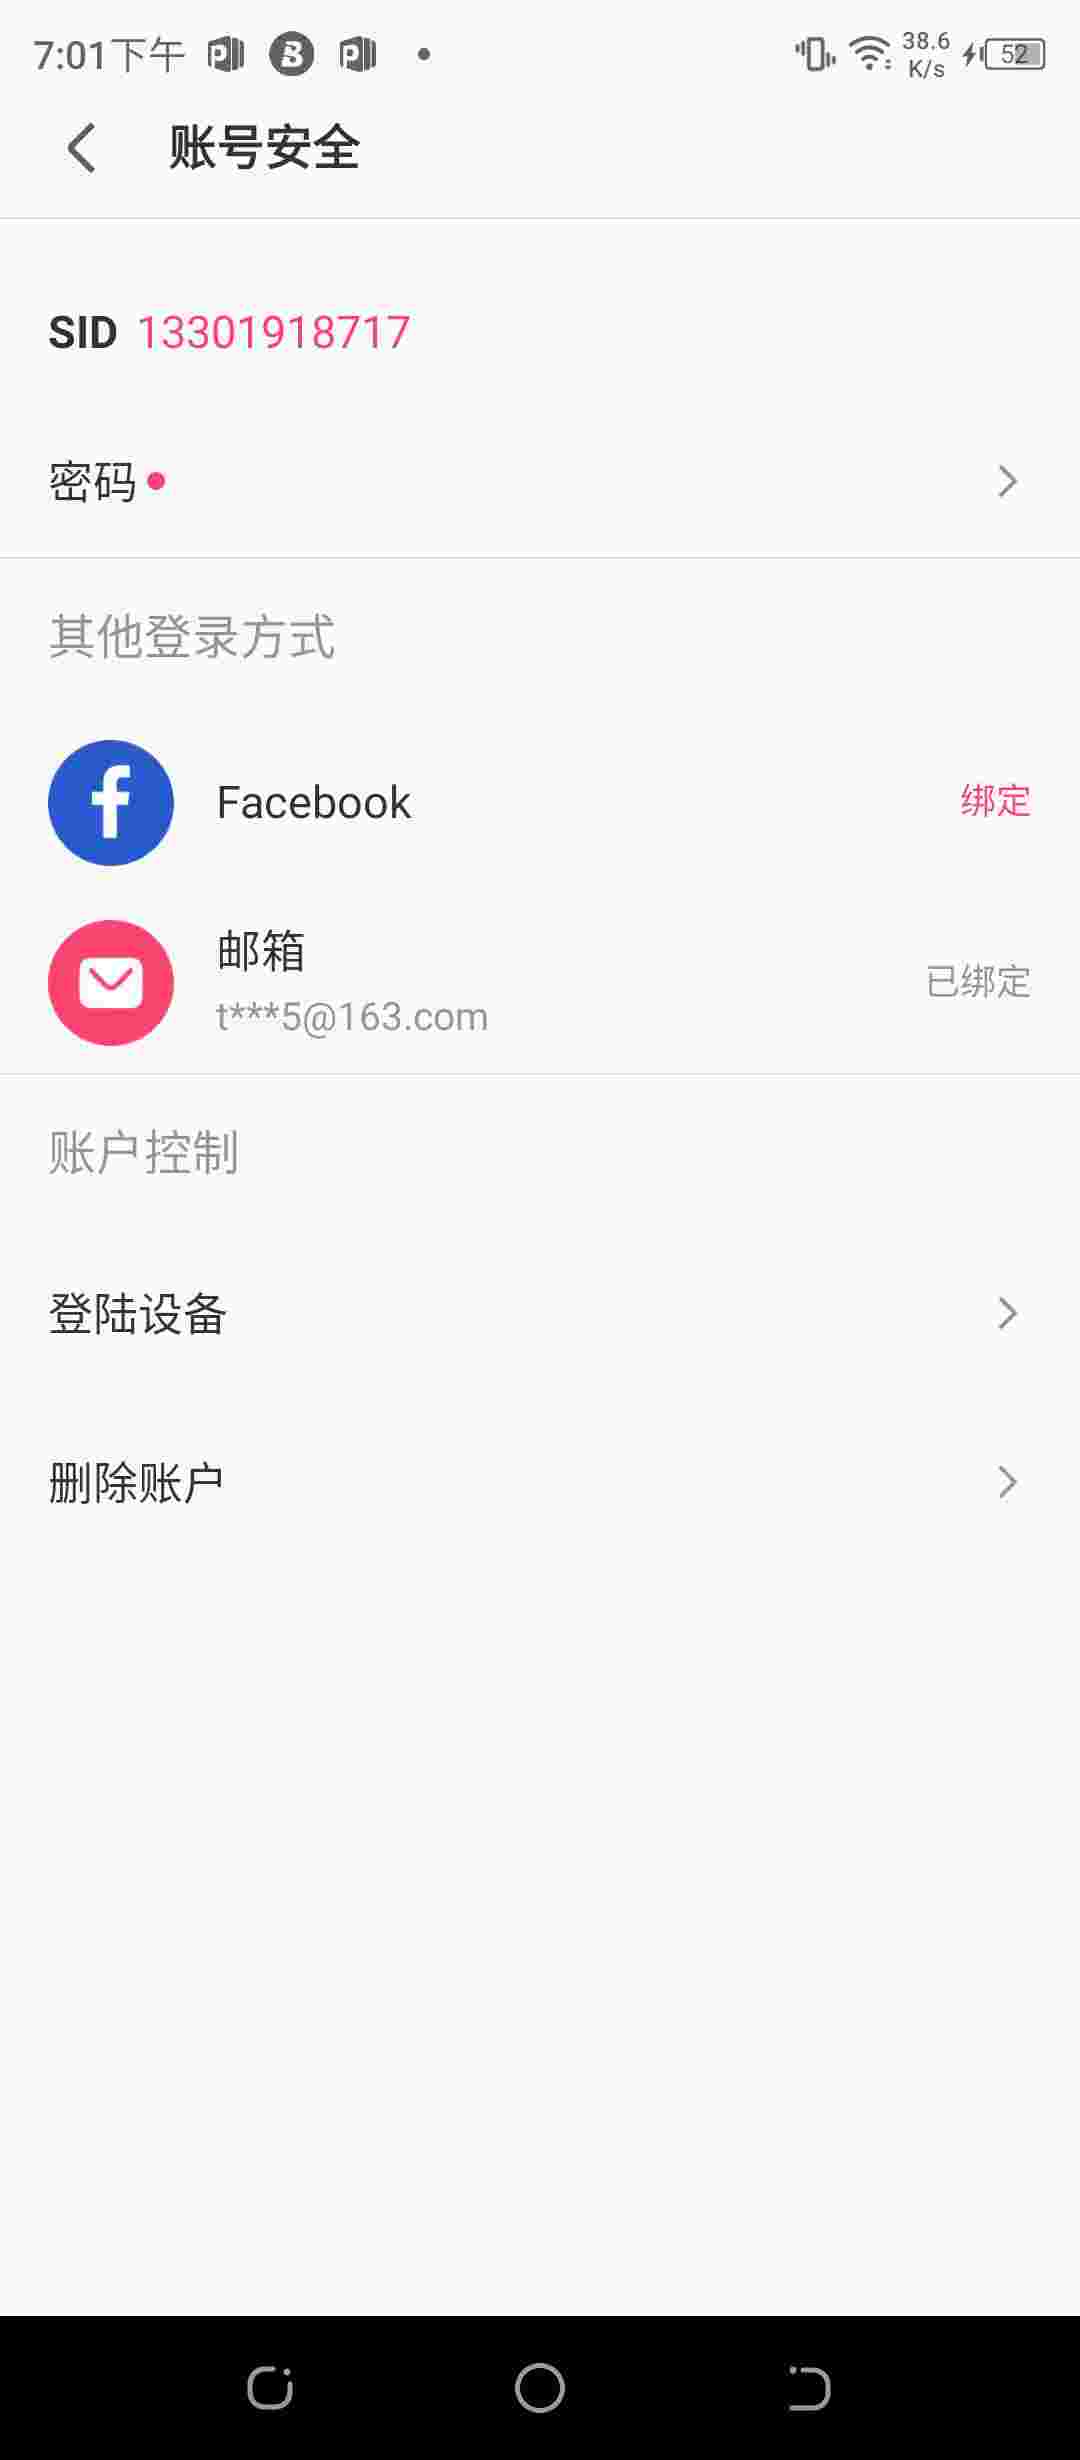 7:01下午
38.6
K/s
52
账号安全
SID 13301918717
密码
其他登录方式
Facebook
绑定
邮箱
t***5@163.com
已绑定
账户控制
登陆设备
删除账户